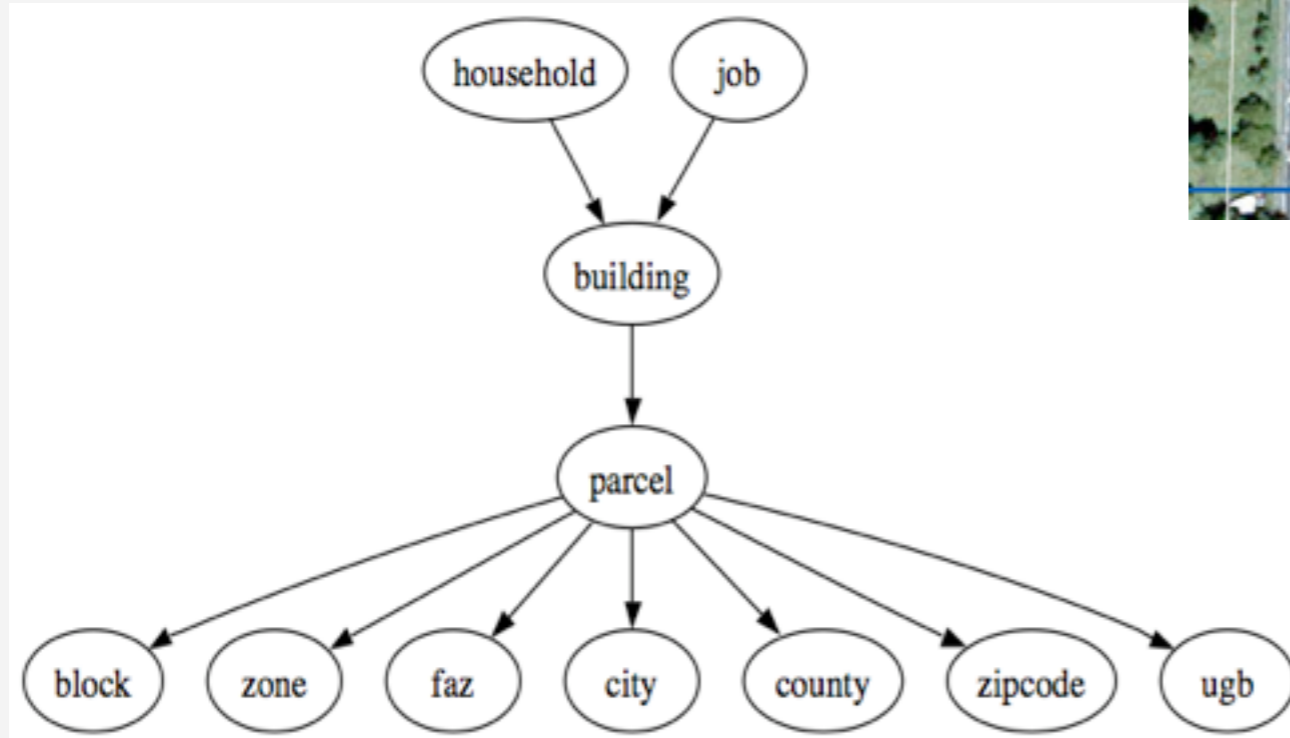 household
job
building
parcel
block
zone
faz
city
county
zipcode
ugb